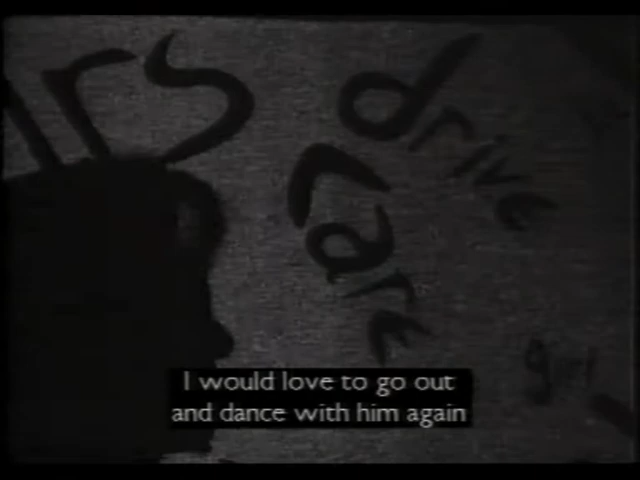 rs
drive
Care
I would love to go out
and dance with him again